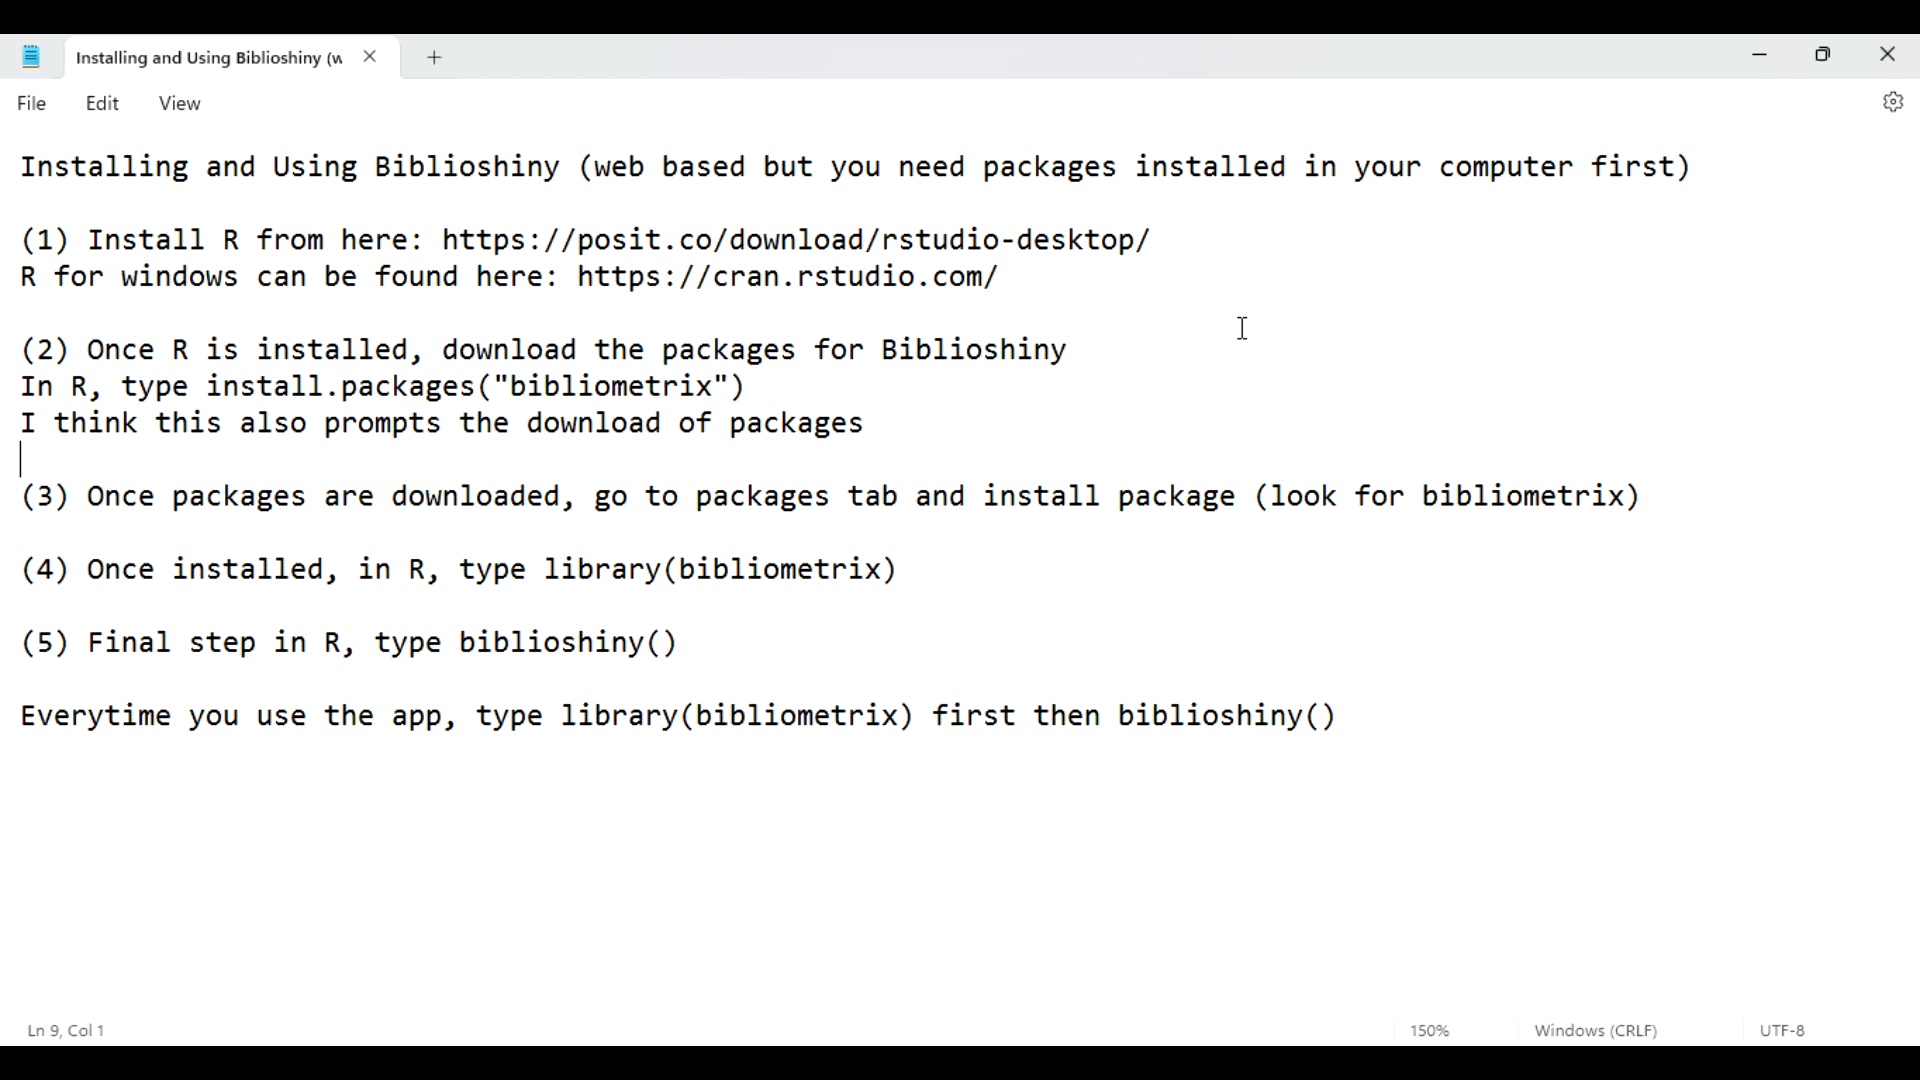 Installing and Using Biblioshiny (w
File Edit View
Installing and Using Biblioshiny (web based but you need packages installed in your computer first)
(1) Install R from here: https://posit.co/download/rstudio-desktop/
R for windows can be found here: https://cran.rstudio.com/
(2) Once R is installed, download the packages for Biblioshiny
In R, type install.packages("bibliometrix")
I think this also prompts the download of packages
(3) Once packages are downloaded, go to packages tab and install package (look for bibliometrix)
(4) Once installed, in R, type library(bibliometrix)
(5) Final step in R, type biblioshiny()
Everytime you use the app, type library(bibliometrix) first then biblioshiny()
Ln 9, Col 1 150% Windows (CRLF) UTF-8